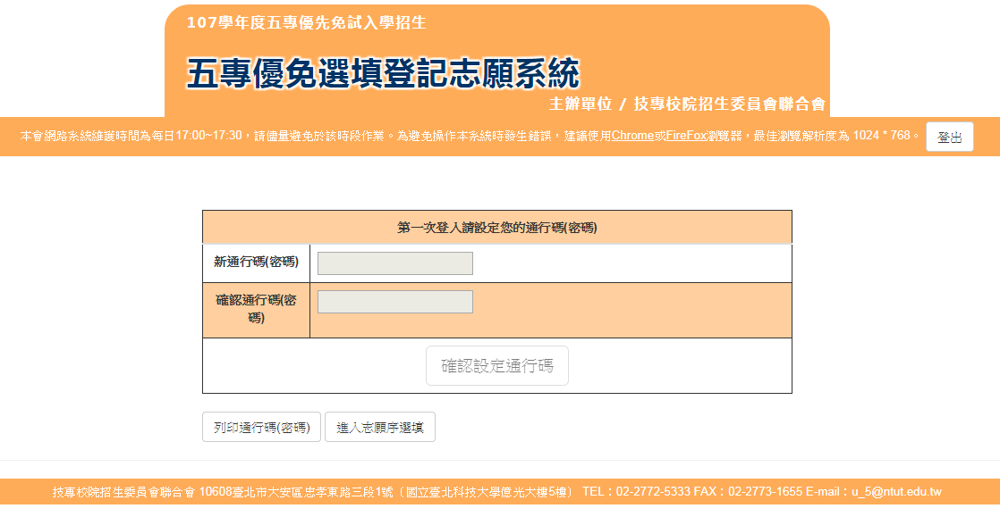 107學年度五專優先免試入學招生
五專優免選填登記志願系統
主辦單位 / 技專校院招生委員會聯合會
本會網路系統維護時間為每日17:00~17:30，請儘量避免於該時段作業。為避免操作本系統時發生錯誤，建議使用Chrome或FireFox瀏覽器，最佳瀏覽解析度為 1024 * 768。 登出
第一次登入請設定您的通行碼(密碼)
新通行碼(密碼)
確認通行碼(密
碼)
確認設定通行碼
列印通行碼(密碼) 進入志願序選填
技專校院招生委員會聯合會 10608臺北市大安區忠孝東路三段1號〔國立臺北科技大學億光大樓5樓〕 TEL：02-2772-5333 FAX：02-2773-1655 E-mail：u_5@ntut.edu.tw